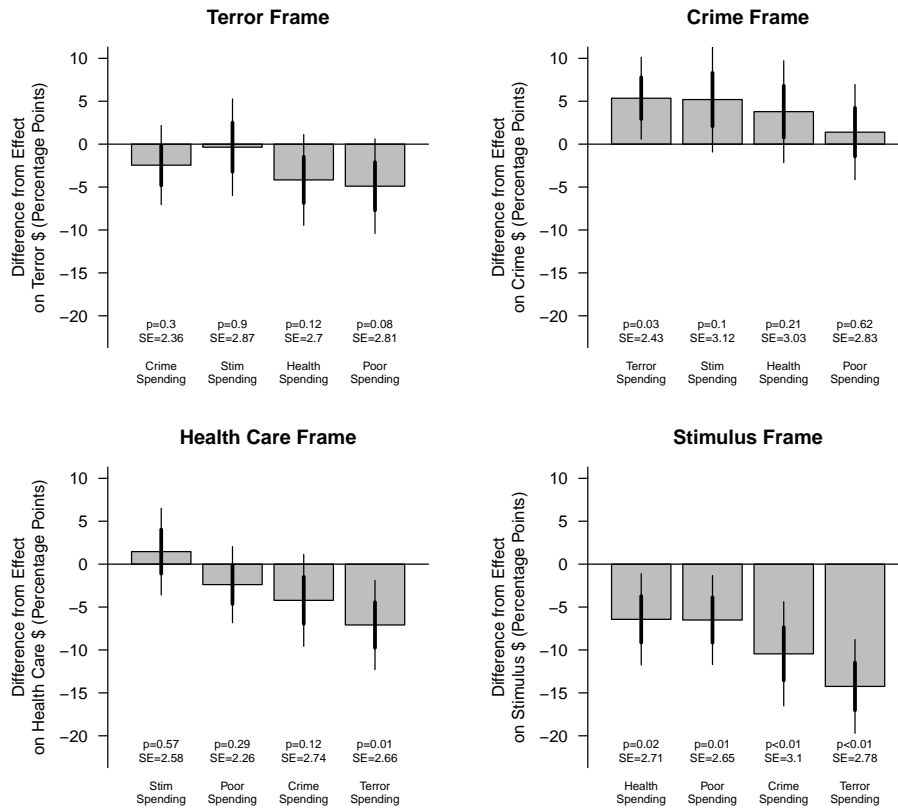 Terror Frame
Difference from Effect
on Terror $ (Percentage Points)
10
5
0
−5
−10
−15
−20
p=0.3 p=0.9 p=0.12 p=0.08
SE=2.36 SE=2.87 SE=2.7 SE=2.81
Crime Stim Health Poor
Spending Spending Spending Spending
Crime Frame
Difference from Effect
on Crime $ (Percentage Points)
10
5
0
−5
−10
−15
−20
p=0.03 p=0.1 p=0.21 p=0.62
SE=2.43 SE=3.12 SE=3.03 SE=2.83
Terror Stim Health Poor
Spending Spending Spending Spending
Health Care Frame
Difference from Effect
on Health Care $ (Percentage Points)
10
5
0
−5
−10
−15
−20
p=0.57 p=0.29 p=0.12 p=0.01
SE=2.58 SE=2.26 SE=2.74 SE=2.66
Stim Poor Crime Terror
Spending Spending Spending Spending
Stimulus Frame
Difference from Effect
on Stimulus $ (Percentage Points)
10
5
0
−5
−10
−15
−20
p=0.02 p=0.01 p<0.01 p<0.01
SE=2.71 SE=2.65 SE=3.1 SE=2.78
Health Poor Crime Terror
Spending Spending Spending Spending